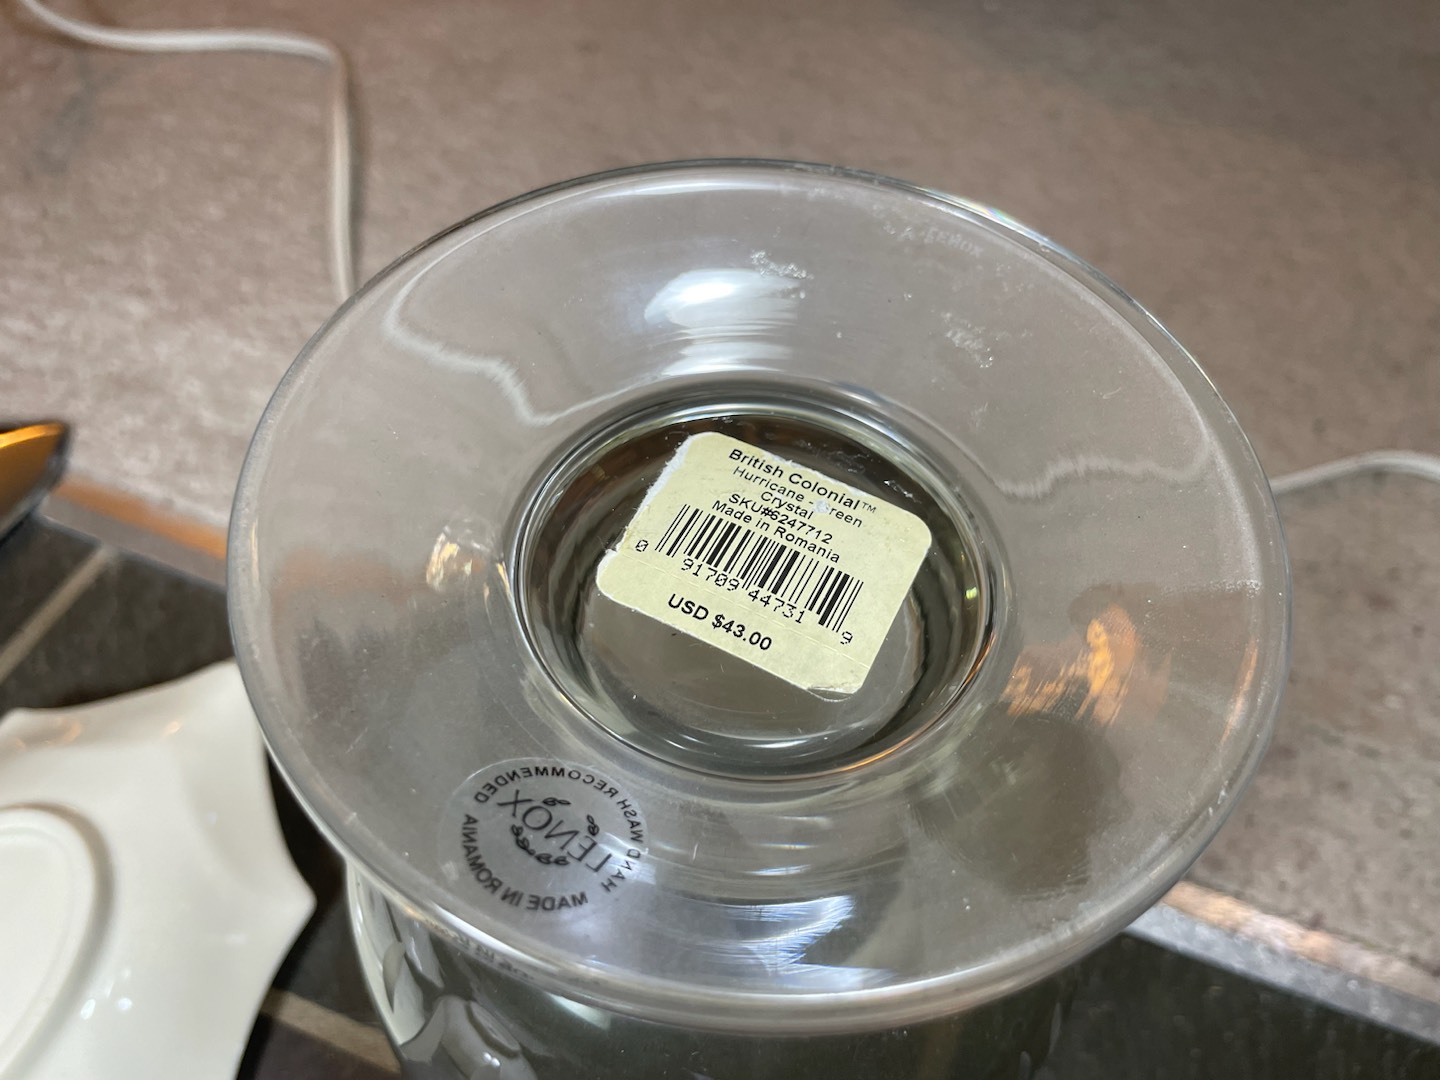 British Colonial™
Hurricane - Green
Crystal
SKU#6247712
Made in Romania
0 91709 44731 9
USD $43.00
HAND WASH RECOMMENDED
LENOX
MADE IN ROMANIA
LENOX